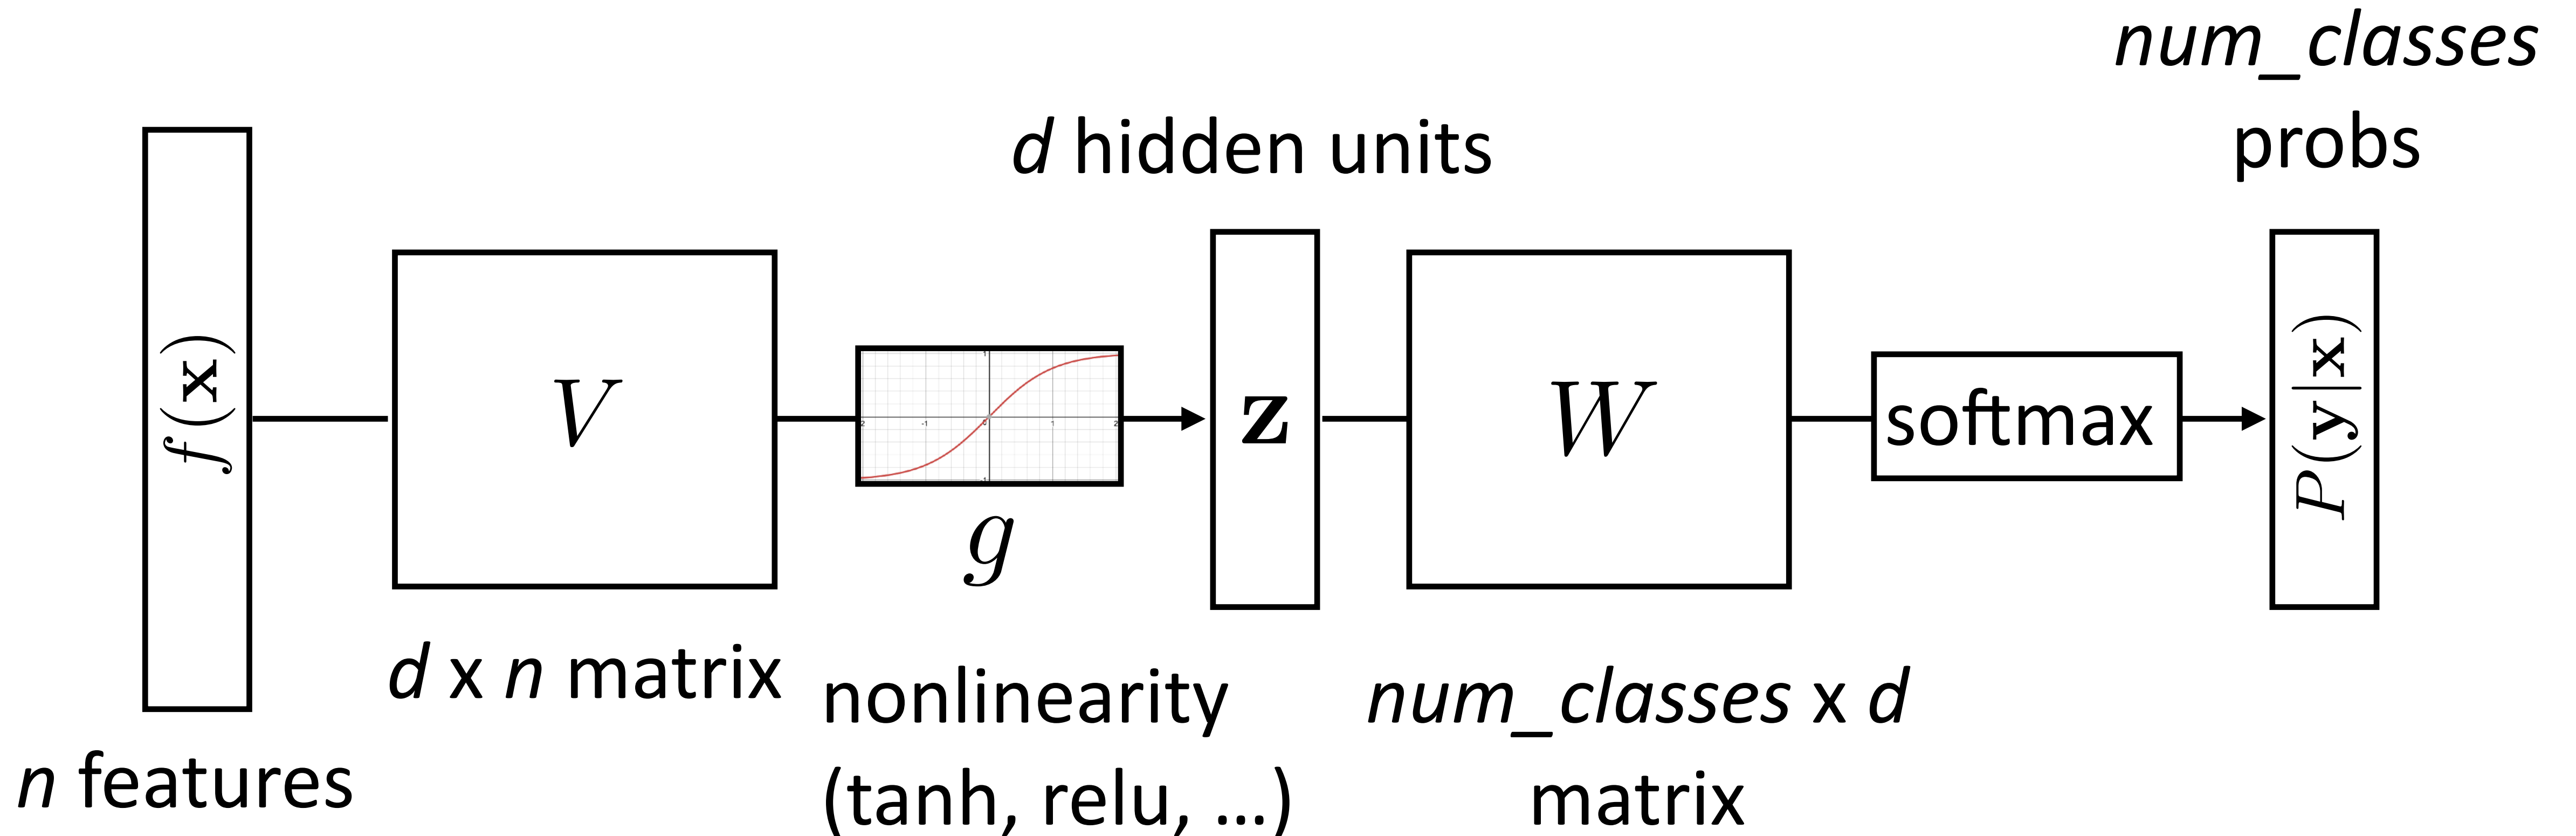 num_classes
probs
d hidden units
f(x)
V
g
z
W
softmax
P(y|x)
d x n matrix
nonlinearity
(tanh, relu, ...)
num_classes x d
matrix
n features